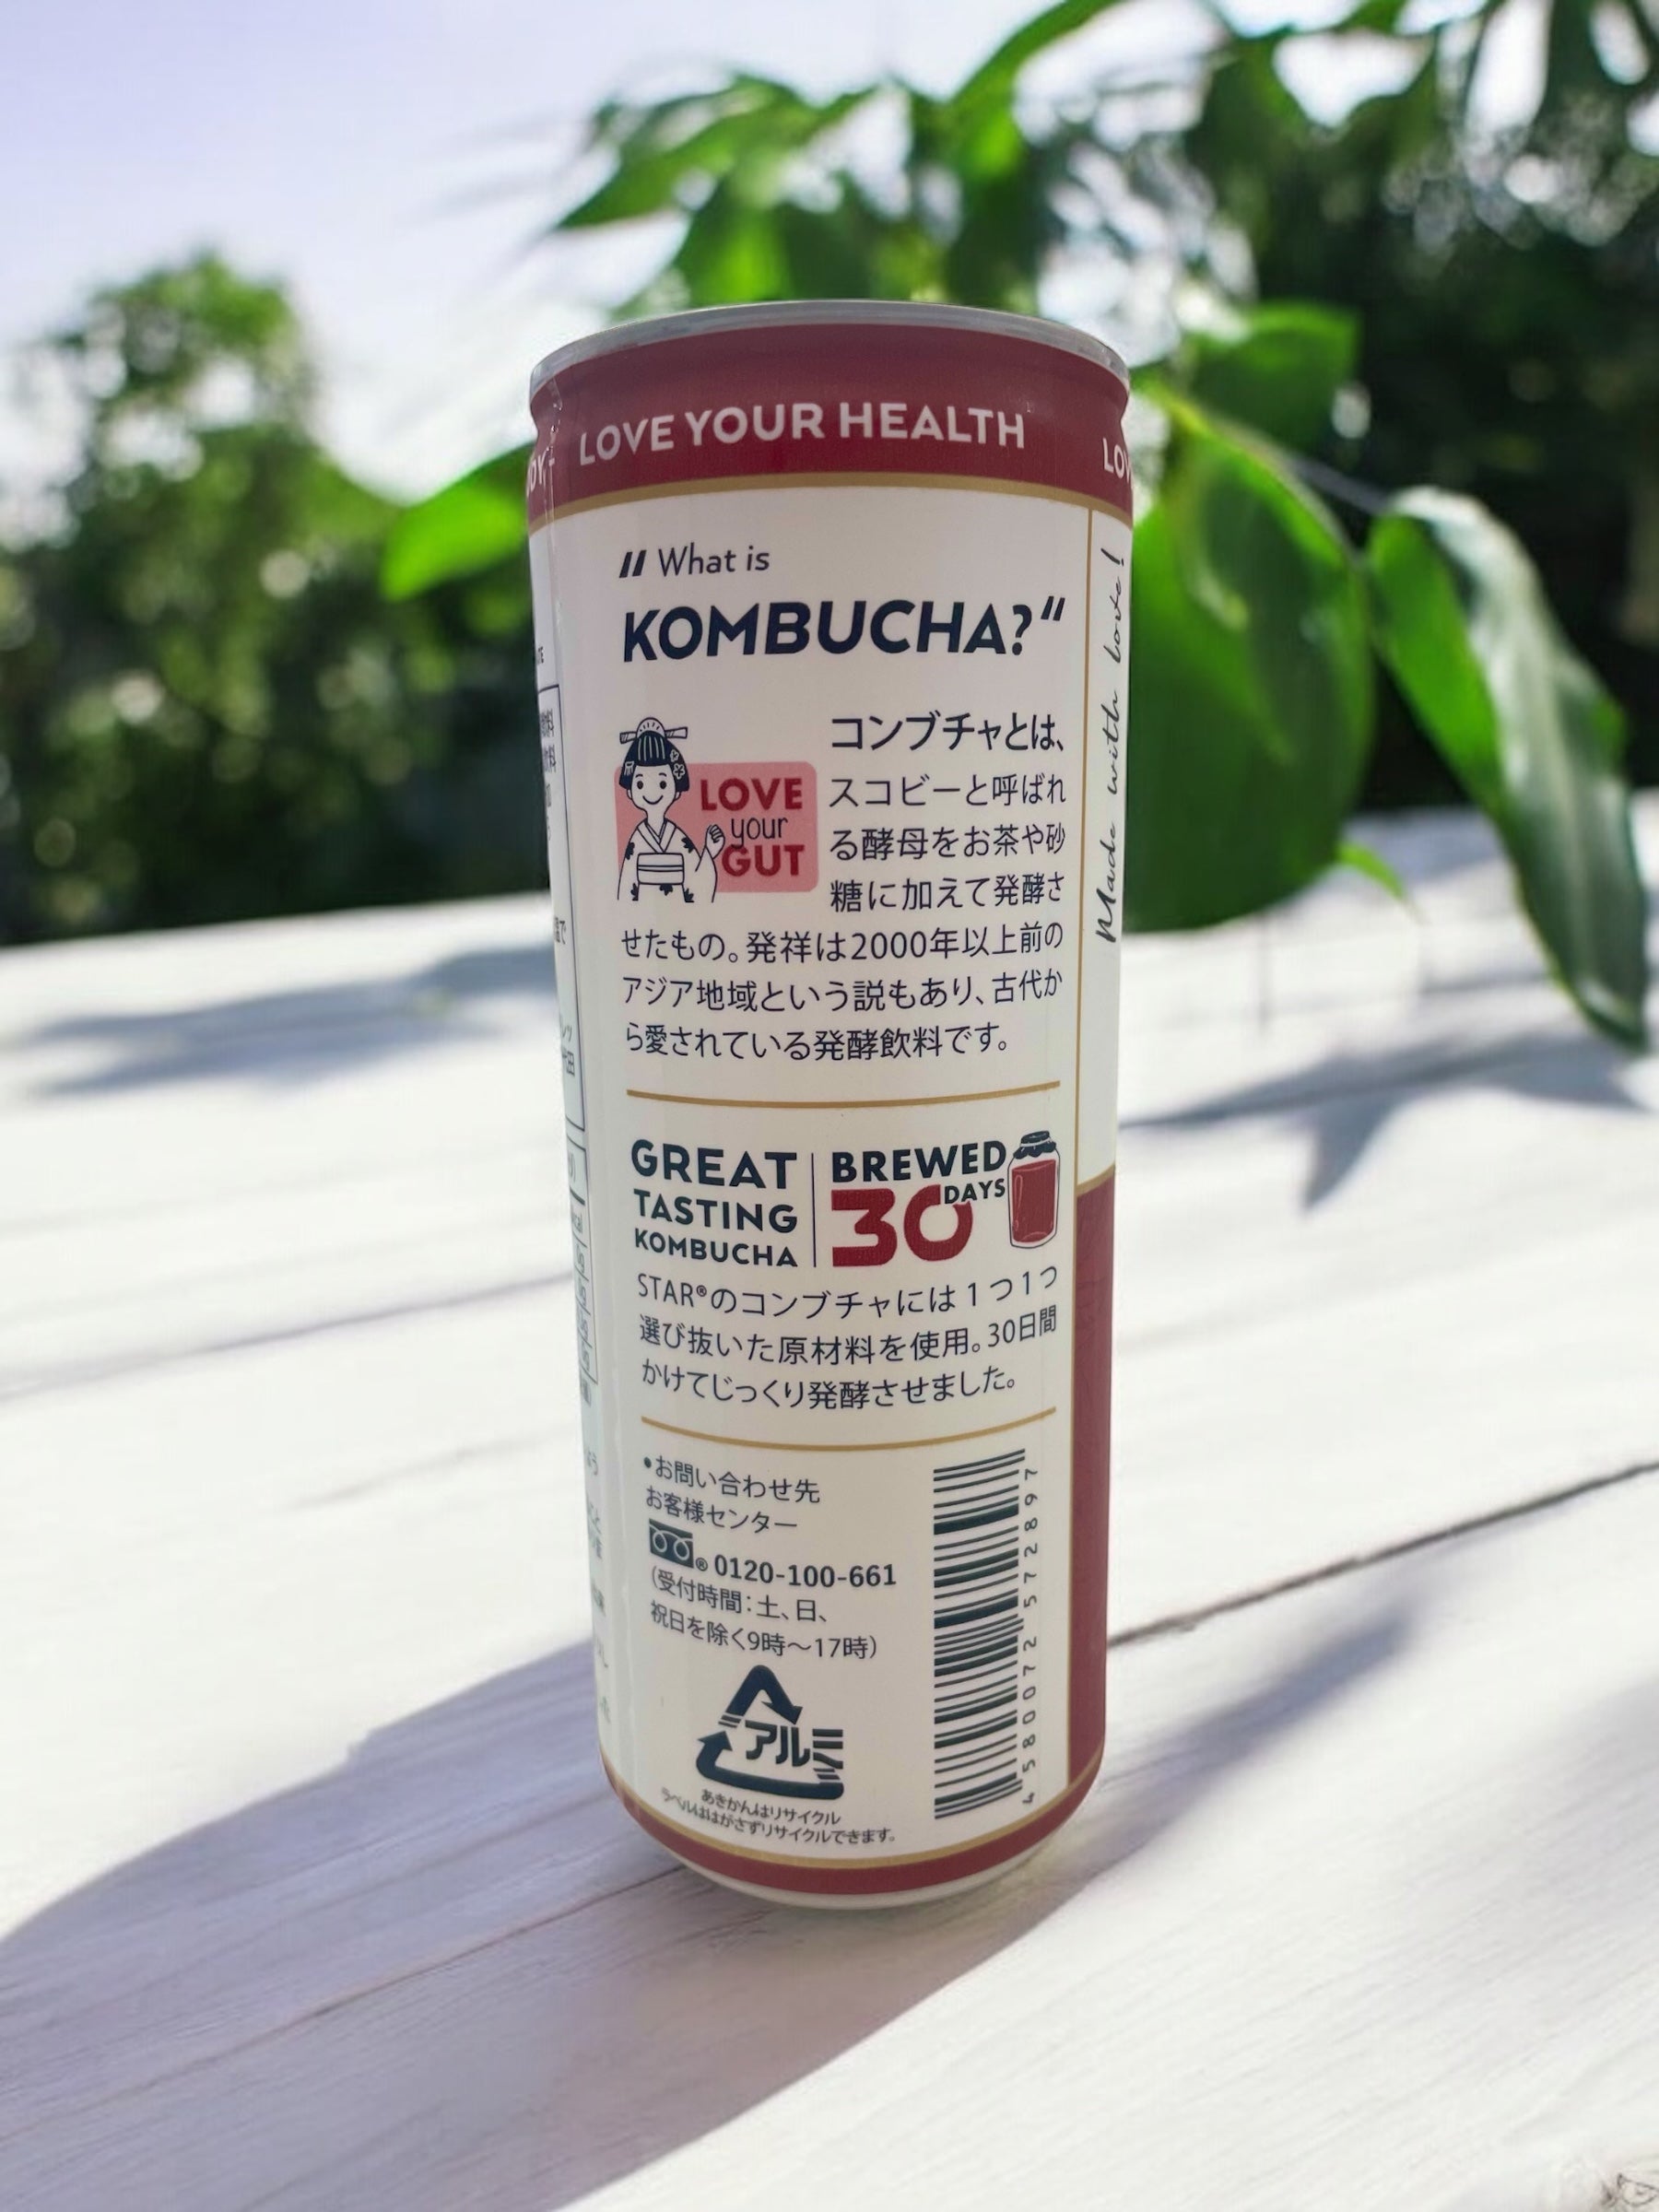 LOVE YOUR HEALTH
" What is
KOMBUCHA?"
コンブチャとは、
スコビーと呼ばれ
る酵母をお茶や砂
糖に加えて発酵さ
せたもの。発祥は2000年以上前の
アジア地域という説もあり、古代か
ら愛されている発酵飲料です。
LOVE
your
GUT
GREAT
TASTING
KOMBUCHA
BREWED
30 DAYS
STAR®のコンブチャには1つ1つ
選び抜いた原材料を使用。30日間
かけてじっくり発酵させました。
•お問い合わせ先
お客様センター
® 0120-100-661
(受付時間:土、日、
祝日を除く9時～17時)
アルミ
あきかんはリサイクル
ラベルははがさずリサイクルできます。
4 580072 572897
Made with love!